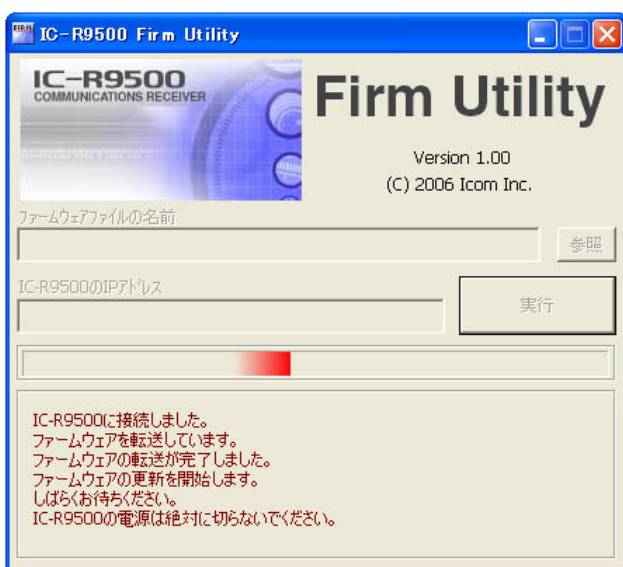 IC-R9500 Firm Utility
IC-R9500
COMMUNICATIONS RECEIVER
Firm Utility
Version 1.00
(C) 2006 Icom Inc.
ファームウェアファイルの名前
参照
IC-R9500のIPアドレス
実行
IC-R9500に接続しました。
ファームウェアを転送しています。
ファームウェアの転送が完了しました。
ファームウェアの更新を開始します。
しばらくお待ちください。
IC-R9500の電源は絶対に切らないでください。